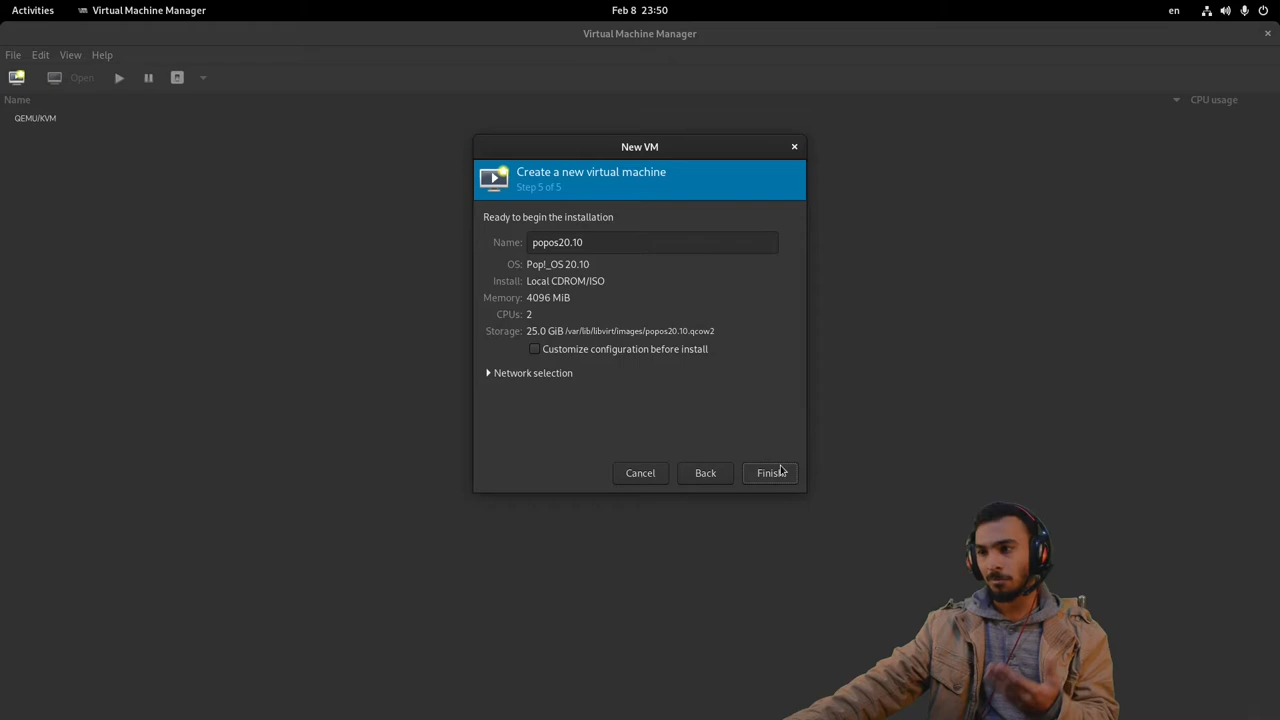 Activities Virtual Machine Manager Feb 8 23:50 en
Virtual Machine Manager
File Edit View Help
Open
Name CPU usage
QEMU/KVM
New VM
Create a new virtual machine
Step 5 of 5
Ready to begin the installation
Name: popos20.10
OS: Pop!_OS 20.10
Install: Local CDROM/ISO
Memory: 4096 MiB
CPUs: 2
Storage: 25.0 GiB /var/lib/libvirt/images/popos20.10.qcow2
Customize configuration before install
Network selection
Cancel Back Finish